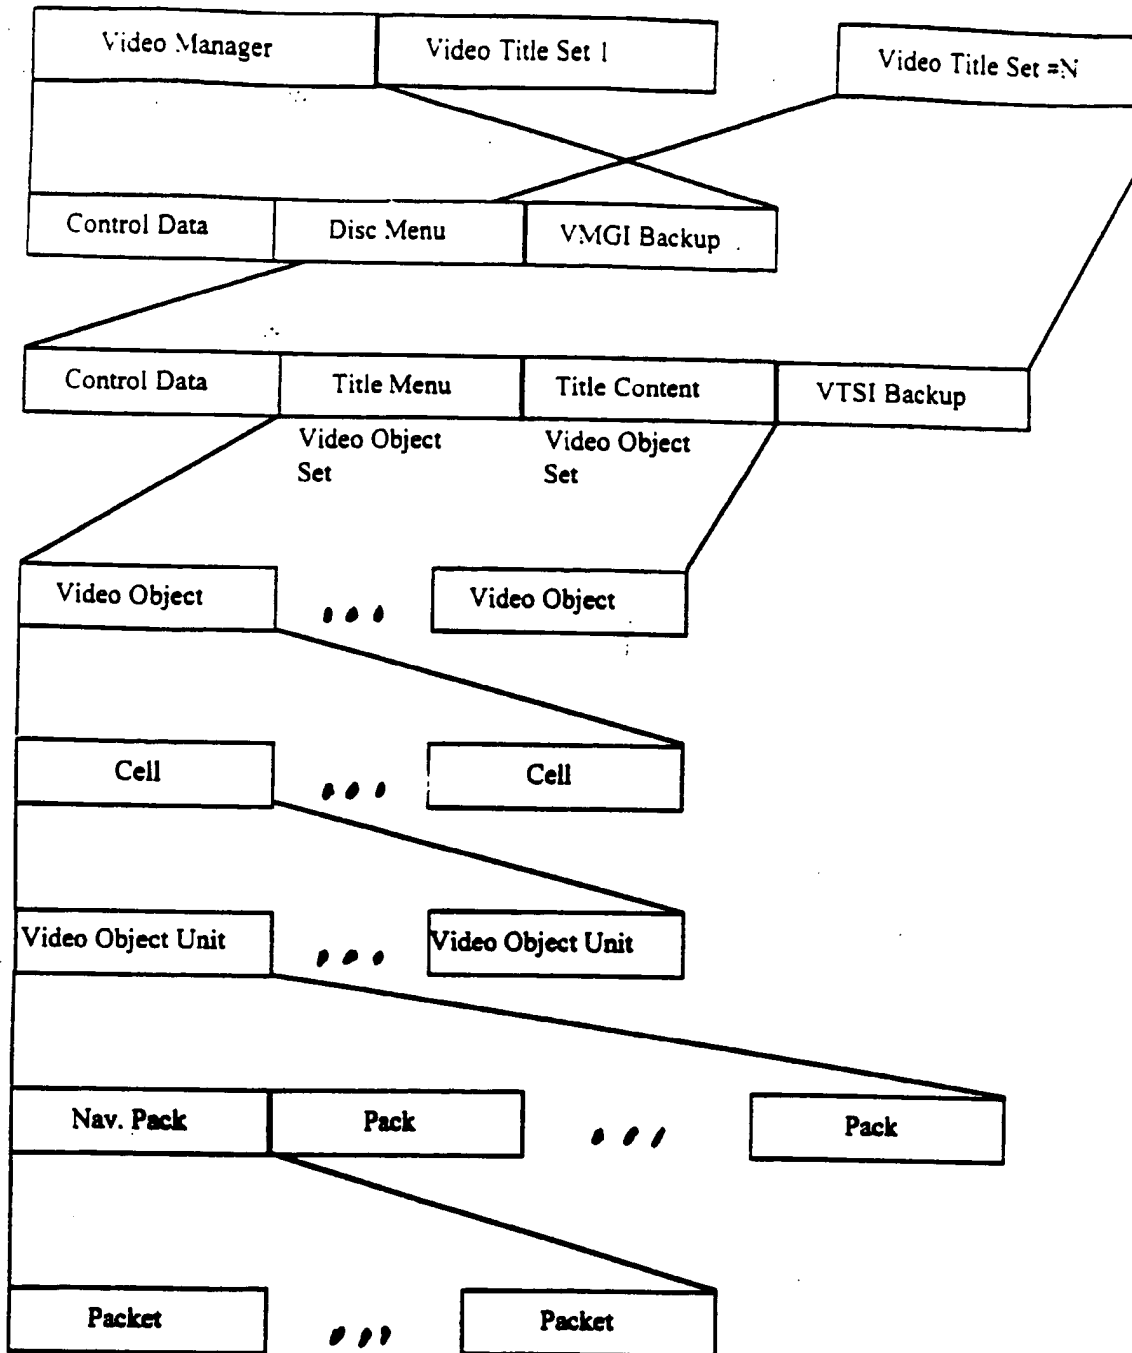 Video Manager
Video Title Set 1
Video Title Set =N
Control Data
Disc Menu
VMGI Backup
Control Data
Title Menu
Title Content
VTSI Backup
Video Object
Set
Video Object
Set
Video Object
Video Object
Cell
Cell
Video Object Unit
Video Object Unit
Nav. Pack
Pack
Pack
Packet
Packet